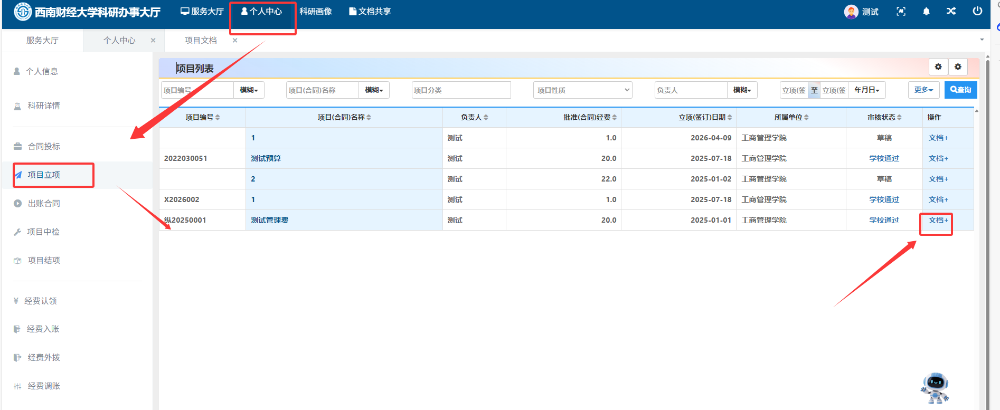 西南财经大学科研办事大厅 服务大厅 个人中心 科研画像 文档共享 测试
服务大厅 个人中心 × 项目文档 ×
个人信息
科研详情
合同投标
项目立项
出账合同
项目中检
项目结项
¥ 经费认领
经费入账
经费外拨
经费调账
项目列表
项目编号 模糊 项目(合同)名称 模糊 项目分类 项目性质 负责人 模糊 立项(签 至 立项(签 年月日 更多 查询
项目编号 项目(合同)名称 负责人 批准(合同)经费 立项(签订)日期 所属单位 审核状态 操作
1 测试 1.0 2026-04-09 工商管理学院 草稿 文档+
2022030051 测试预算 测试 20.0 2025-07-18 工商管理学院 学校通过 文档+
2 测试 22.0 2025-01-02 工商管理学院 草稿 文档+
X2026002 1 测试 1.0 2025-07-18 工商管理学院 学校通过 文档+
纵20250001 测试管理费 测试 20.0 2025-01-01 工商管理学院 学校通过 文档+